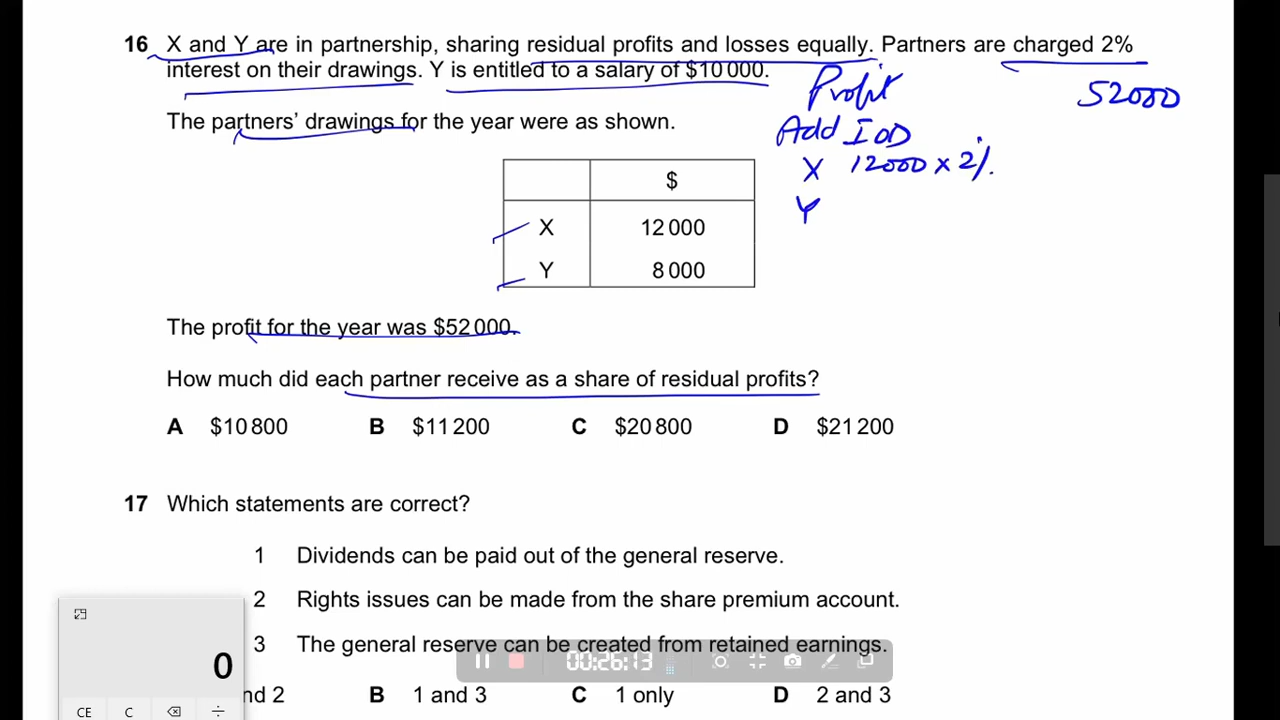 16 X and Y are in partnership, sharing residual profits and losses equally. Partners are charged 2%
interest on their drawings. Y is entitled to a salary of $10 000.
Profit 52000
The partners' drawings for the year were as shown.
Add IOD
X 12000 x 2%
Y
$
X 12 000
Y 8 000
The profit for the year was $52 000.
How much did each partner receive as a share of residual profits?
A $10 800 B $11 200 C $20 800 D $21 200
17 Which statements are correct?
1 Dividends can be paid out of the general reserve.
2 Rights issues can be made from the share premium account.
3 The general reserve can be created from retained earnings.
00:26:13
0
nd 2 B 1 and 3 C 1 only D 2 and 3
CE C ÷